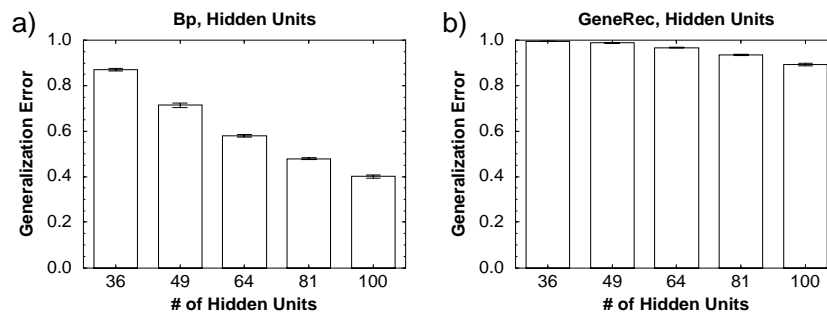 a)
Bp, Hidden Units
Generalization Error
1.0
0.8
0.6
0.4
0.2
0.0
36 49 64 81 100
# of Hidden Units
b)
GeneRec, Hidden Units
Generalization Error
1.0
0.8
0.6
0.4
0.2
0.0
36 49 64 81 100
# of Hidden Units